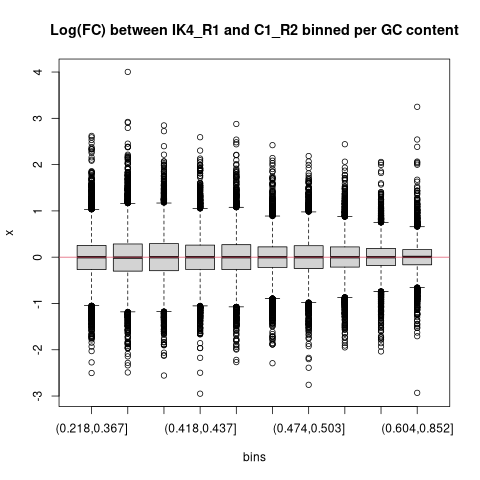 Log(FC) between IK4_R1 and C1_R2 binned per GC content
4
3
2
1
0
1
-2
-3
x
(0.218,0.367] (0.418,0.437] (0.474,0.503] (0.604,0.852]
bins